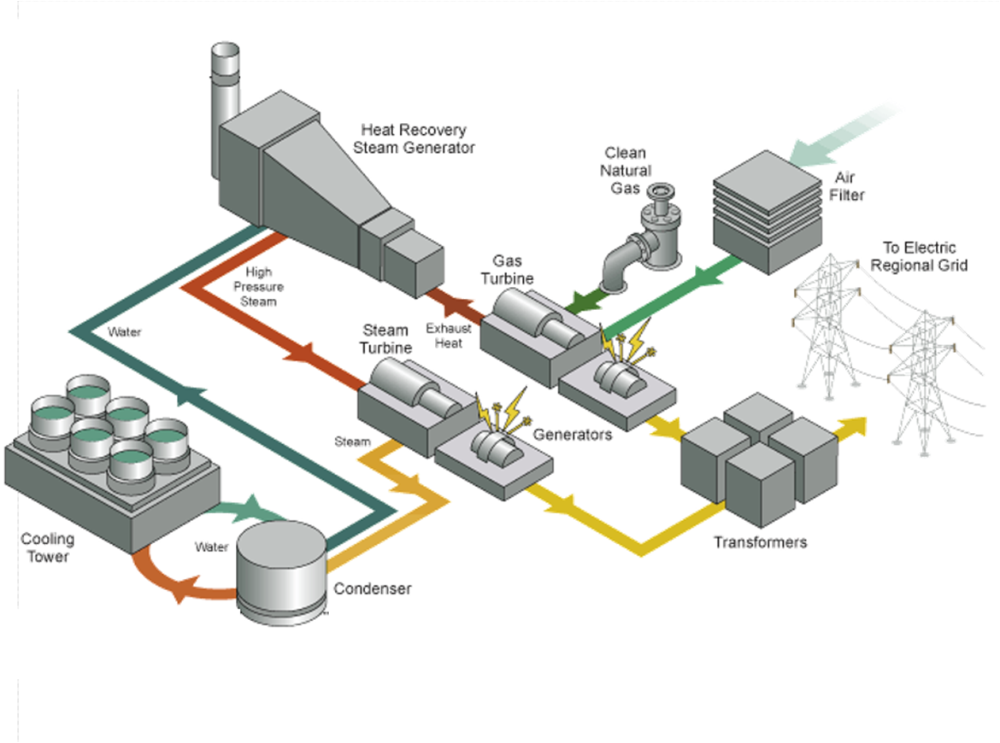 Heat Recovery
Steam Generator
Clean
Natural
Gas
Air
Filter
To Electric
Regional Grid
Gas
Turbine
High
Pressure
Steam
Exhaust
Heat
Water
Steam
Turbine
Steam
Generators
Cooling
Tower
Water
Condenser
Transformers